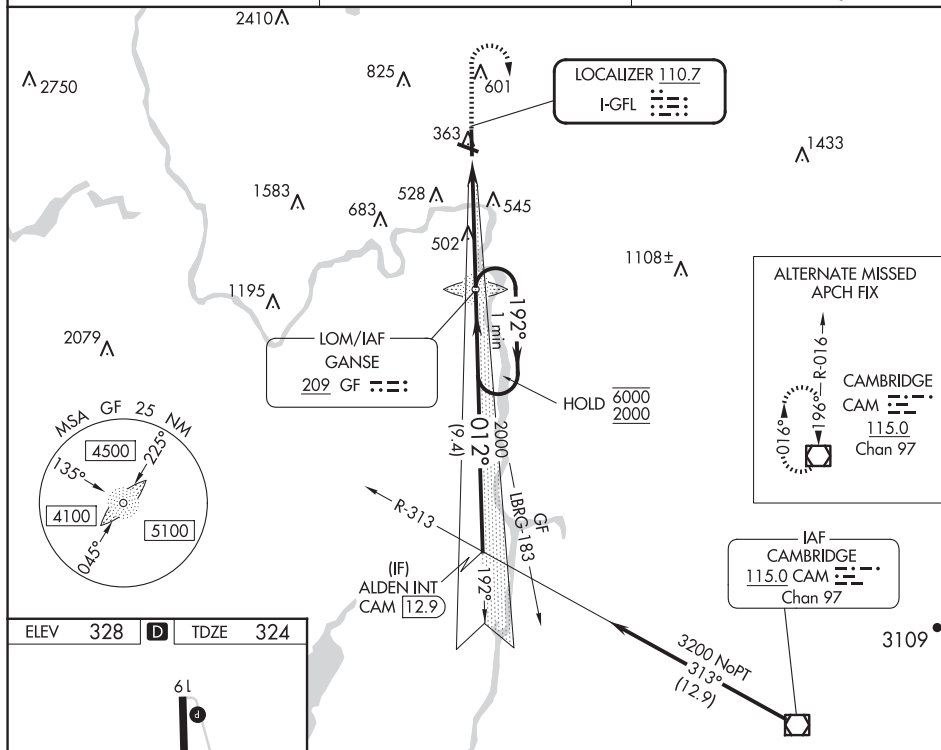 2410
2750
825
601
LOCALIZER 110.7
I-GFL
363
1433
1583
528
545
683
502
1108±
1195
ALTERNATE MISSED
APCH FIX
R-016
196°
016°
CAMBRIDGE
CAM
115.0
Chan 97
192°
1 min
LOM/IAF
GANSE
209 GF
2079
HOLD 6000
2000
MSA GF 25 NM
4500
225°
135°
4100
5100
045°
012°
(9.4)
2000
GF
LBRG-183
R-313
(IF)
ALDEN INT
CAM 12.9
192°
IAF
CAMBRIDGE
115.0 CAM
Chan 97
3109
3200 NoPT
313°
(12.9)
ELEV 328 D TDZE 324
19
P